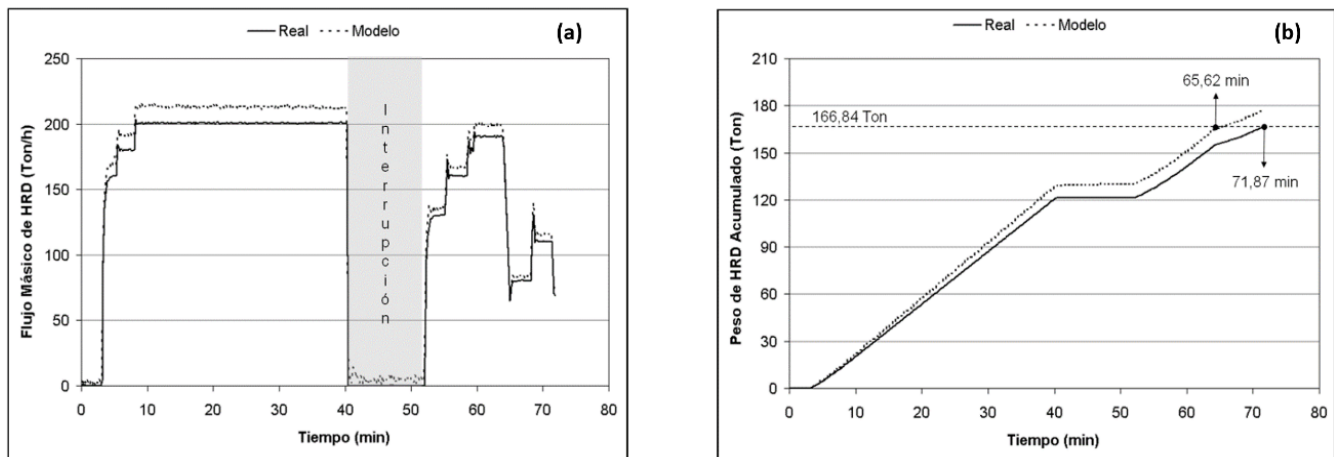 Real Modelo (a)
250
200
150
100
50
0
Flujo Másico de HRD (Ton/h)
Interrupción
0 10 20 30 40 50 60 70 80
Tiempo (min)
Real Modelo (b)
210
180
150
120
90
60
30
0
Peso de HRD Acumulado (Ton)
65,62 min
166,84 Ton
71,87 min
0 10 20 30 40 50 60 70 80
Tiempo (min)